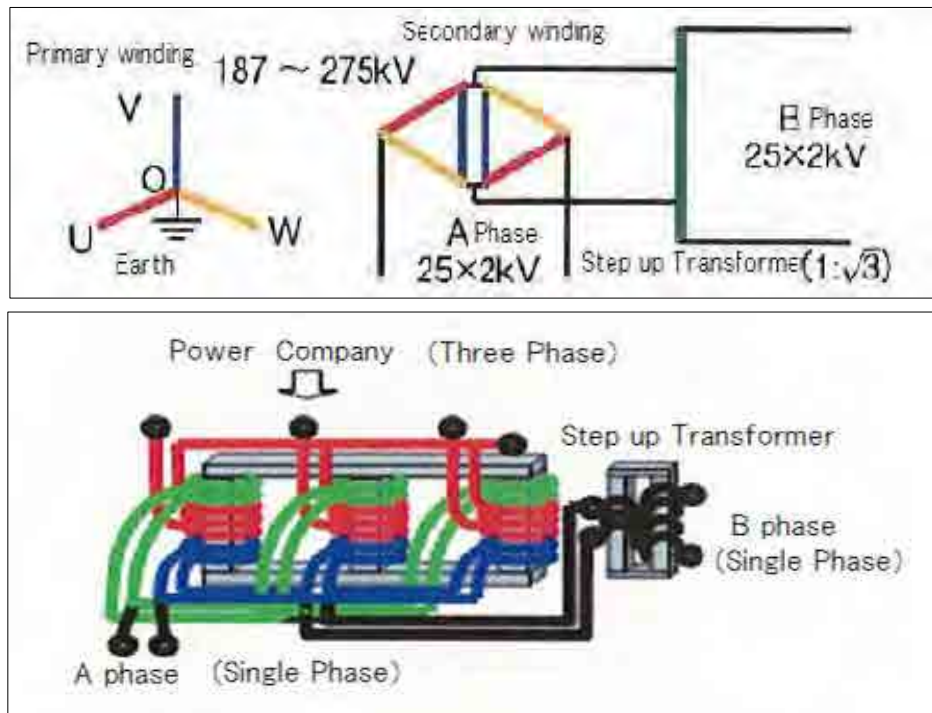 Primary winding
187 ～ 275kV
Secondary winding
V
O
U
W
Earth
A Phase
25×2kV
B Phase
25×2kV
Step up Transformer(1:√3)
Power Company (Three Phase)
Step up Transformer
B phase
(Single Phase)
A phase (Single Phase)